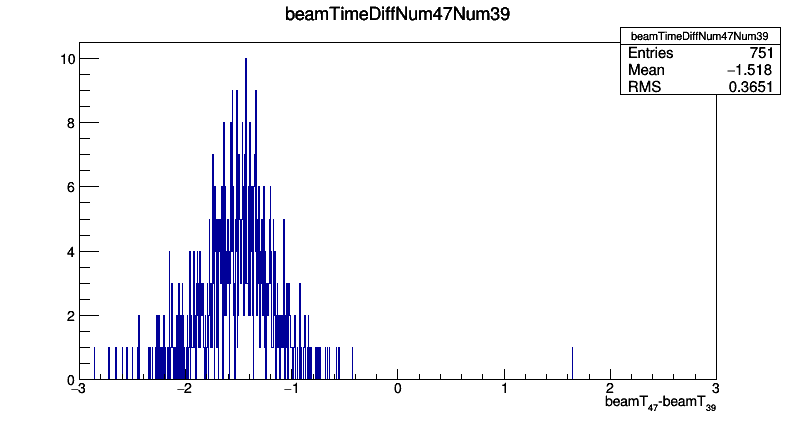 beamTimeDiffNum47Num39
beamTimeDiffNum47Num39
Entries 751
Mean −1.518
RMS 0.3651
10
8
6
4
2
0
−3 −2 −1 0 1 2 3
beamT47-beamT39